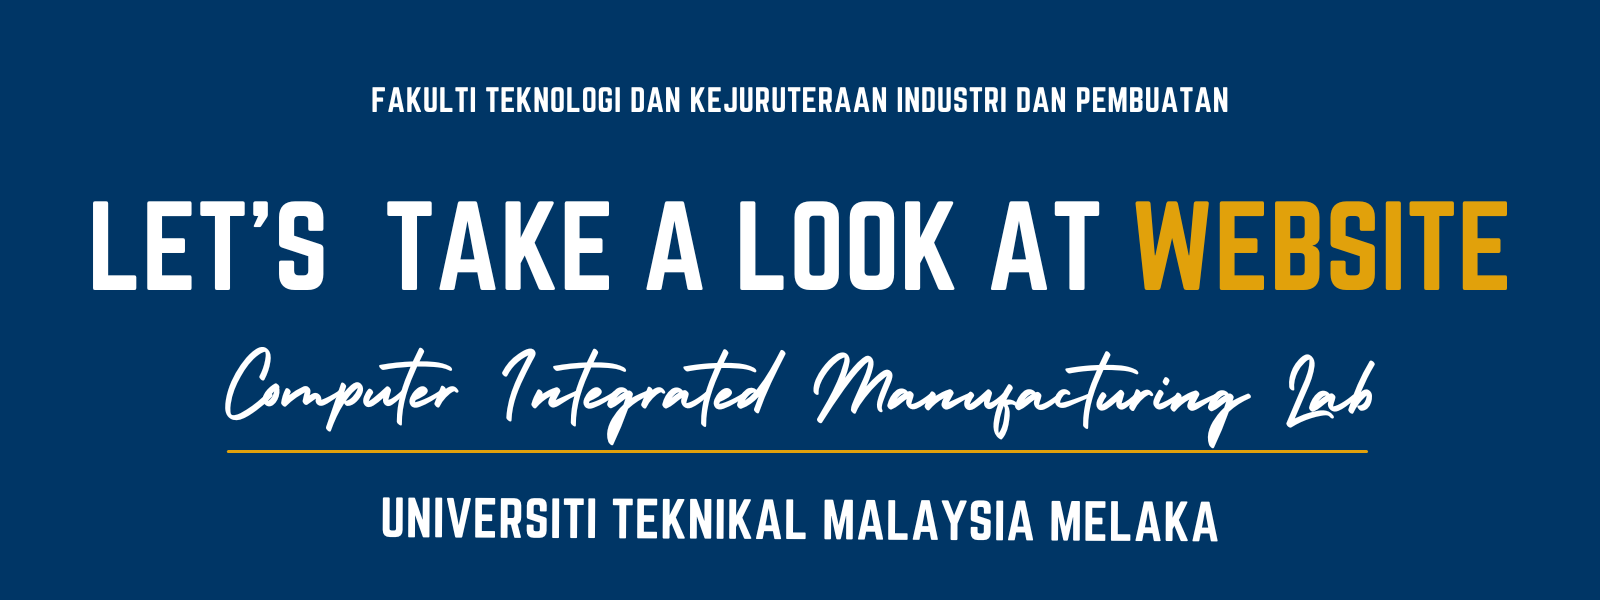 FAKULTI TEKNOLOGI DAN KEJURUTERAAN INDUSTRI DAN PEMBUATAN
LET'S TAKE A LOOK AT WEBSITE
Computer Integrated Manufacturing Lab
UNIVERSITI TEKNIKAL MALAYSIA MELAKA